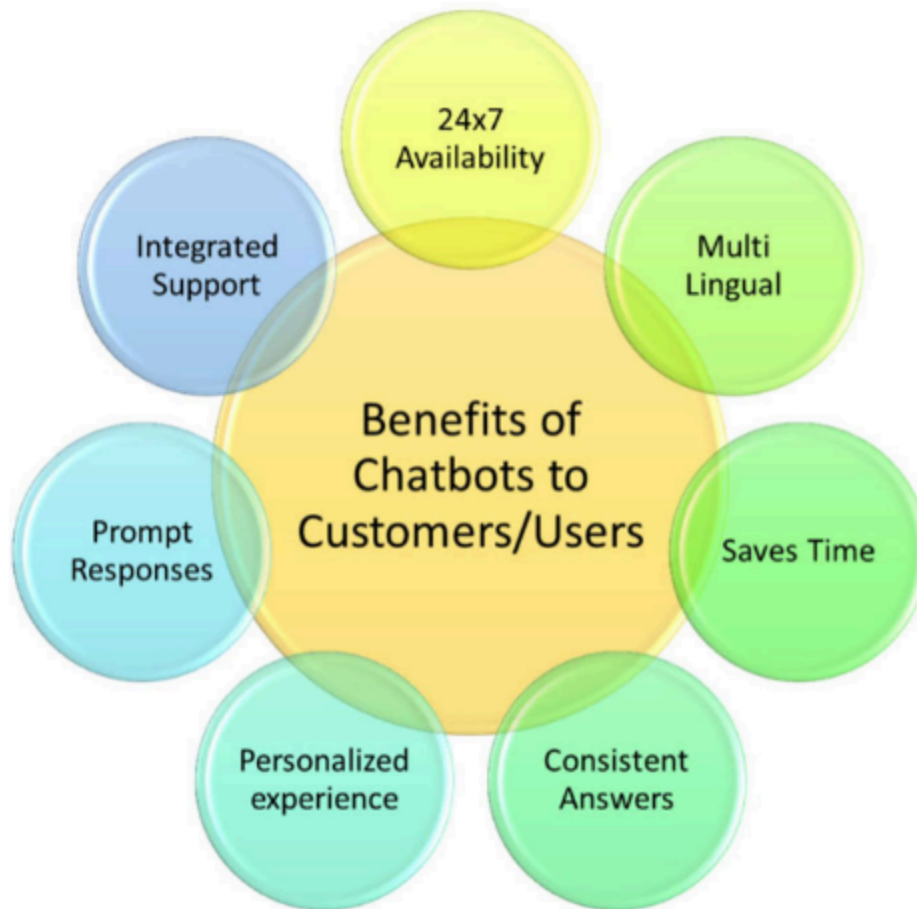 24x7
Availability
Multi
Lingual
Saves Time
Consistent
Answers
Personalized
experience
Prompt
Responses
Integrated
Support
Benefits of
Chatbots to
Customers/Users